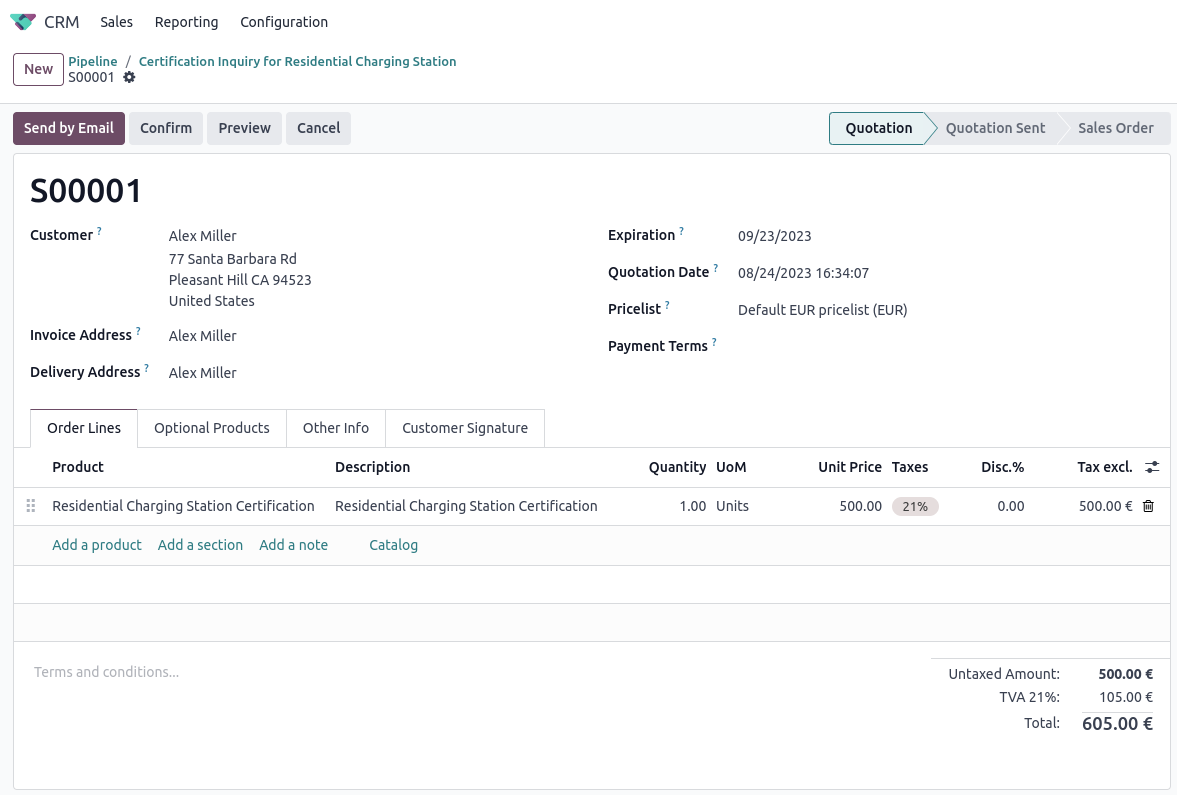 CRM Sales Reporting Configuration
New Pipeline / Certification Inquiry for Residential Charging Station
S00001
Send by Email Confirm Preview Cancel Quotation Quotation Sent Sales Order
S00001
Customer ? Alex Miller
77 Santa Barbara Rd
Pleasant Hill CA 94523
United States
Invoice Address ? Alex Miller
Delivery Address ? Alex Miller
Expiration ? 09/23/2023
Quotation Date ? 08/24/2023 16:34:07
Pricelist ? Default EUR pricelist (EUR)
Payment Terms ?
Order Lines Optional Products Other Info Customer Signature
Product Description Quantity UoM Unit Price Taxes Disc.% Tax excl.
Residential Charging Station Certification Residential Charging Station Certification 1.00 Units 500.00 21% 0.00 500.00 €
Add a product Add a section Add a note Catalog
Terms and conditions...
Untaxed Amount: 500.00 €
TVA 21%: 105.00 €
Total: 605.00 €